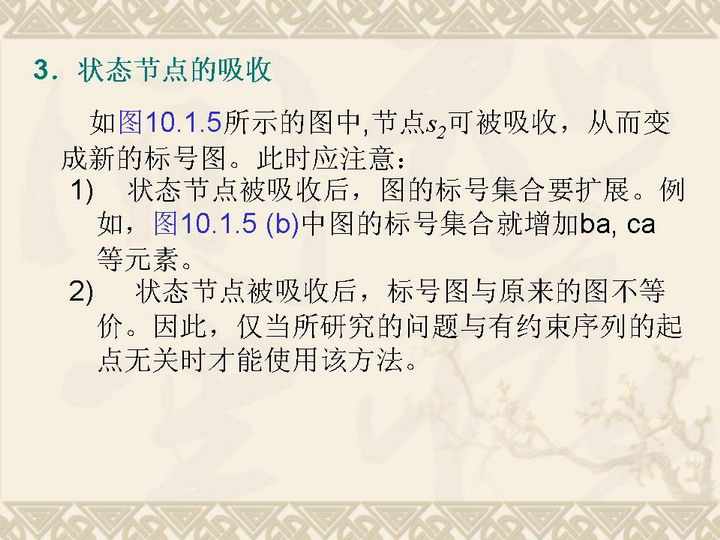 3．状态节点的吸收
如图10.1.5所示的图中,节点s2可被吸收，从而变
成新的标号图。此时应注意：
1) 状态节点被吸收后，图的标号集合要扩展。例
如，图10.1.5 (b)中图的标号集合就增加ba, ca
等元素。
2) 状态节点被吸收后，标号图与原来的图不等
价。因此，仅当所研究的问题与有约束序列的起
点无关时才能使用该方法。